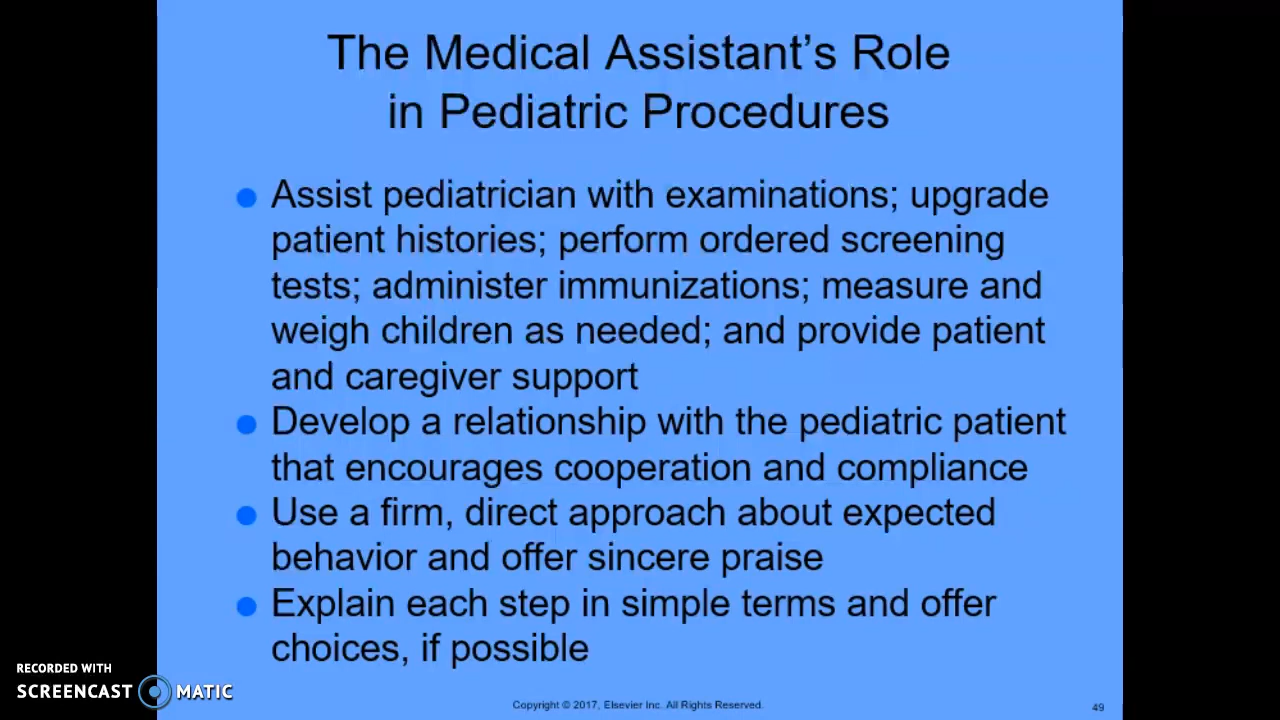 The Medical Assistant's Role
in Pediatric Procedures
Assist pediatrician with examinations; upgrade
patient histories; perform ordered screening
tests; administer immunizations; measure and
weigh children as needed; and provide patient
and caregiver support
Develop a relationship with the pediatric patient
that encourages cooperation and compliance
Use a firm, direct approach about expected
behavior and offer sincere praise
Explain each step in simple terms and offer
choices, if possible
RECORDED WITH
SCREENCAST MATIC
Copyright © 2017, Elsevier Inc. All Rights Reserved.
49